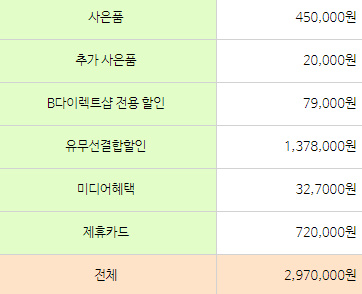 사은품 450,000원
추가 사은품 20,000원
B다이렉트샵 전용 할인 79,000원
유무선결합할인 1,378,000원
미디어혜택 32,7000원
제휴카드 720,000원
전체 2,970,000원